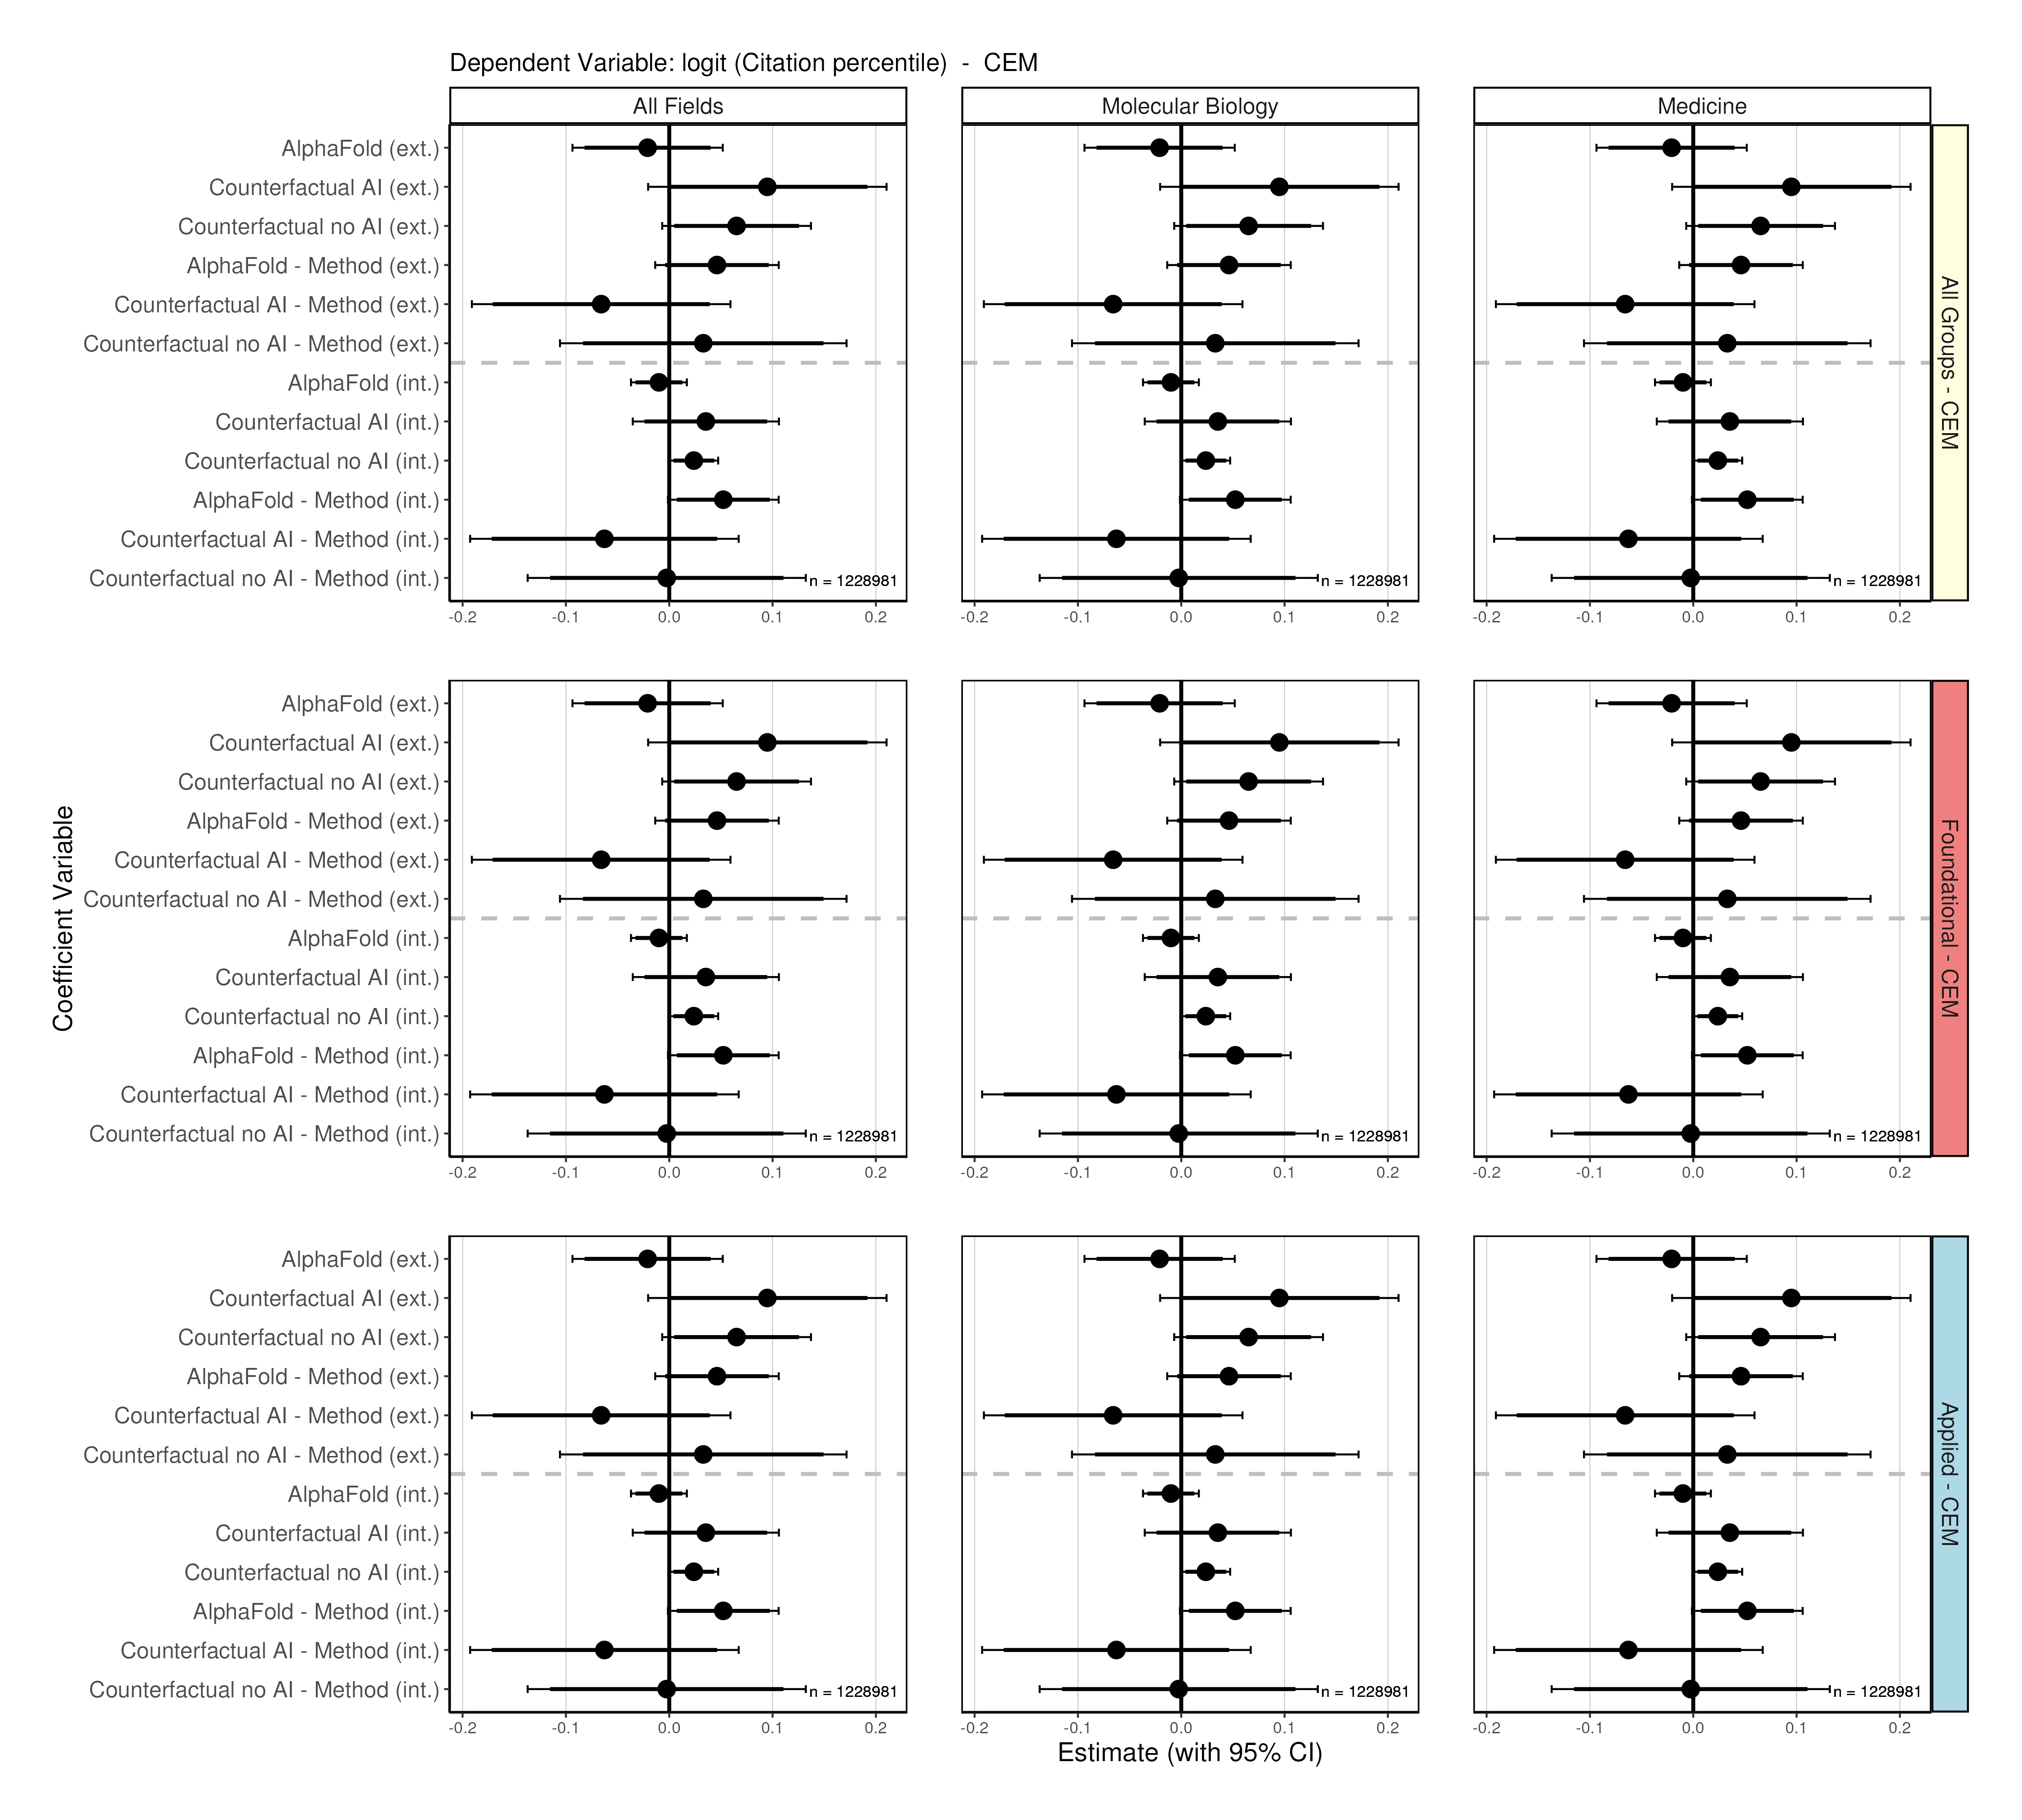 Dependent Variable: logit (Citation percentile)  -  CEM
All Fields
Molecular Biology
Medicine
AlphaFold (ext.)
Counterfactual AI (ext.)
Counterfactual no AI (ext.)
AlphaFold - Method (ext.)
Counterfactual AI - Method (ext.)
Counterfactual no AI - Method (ext.)
AlphaFold (int.)
Counterfactual AI (int.)
Counterfactual no AI (int.)
AlphaFold - Method (int.)
Counterfactual AI - Method (int.)
Counterfactual no AI - Method (int.)
n = 1228981
n = 1228981
n = 1228981
-0.2 -0.1 0.0 0.1 0.2
-0.2 -0.1 0.0 0.1 0.2
-0.2 -0.1 0.0 0.1 0.2
All Groups - CEM
Coefficient Variable
AlphaFold (ext.)
Counterfactual AI (ext.)
Counterfactual no AI (ext.)
AlphaFold - Method (ext.)
Counterfactual AI - Method (ext.)
Counterfactual no AI - Method (ext.)
AlphaFold (int.)
Counterfactual AI (int.)
Counterfactual no AI (int.)
AlphaFold - Method (int.)
Counterfactual AI - Method (int.)
Counterfactual no AI - Method (int.)
n = 1228981
n = 1228981
n = 1228981
-0.2 -0.1 0.0 0.1 0.2
-0.2 -0.1 0.0 0.1 0.2
-0.2 -0.1 0.0 0.1 0.2
Foundational - CEM
AlphaFold (ext.)
Counterfactual AI (ext.)
Counterfactual no AI (ext.)
AlphaFold - Method (ext.)
Counterfactual AI - Method (ext.)
Counterfactual no AI - Method (ext.)
AlphaFold (int.)
Counterfactual AI (int.)
Counterfactual no AI (int.)
AlphaFold - Method (int.)
Counterfactual AI - Method (int.)
Counterfactual no AI - Method (int.)
n = 1228981
n = 1228981
n = 1228981
-0.2 -0.1 0.0 0.1 0.2
-0.2 -0.1 0.0 0.1 0.2
-0.2 -0.1 0.0 0.1 0.2
Applied - CEM
Estimate (with 95% CI)